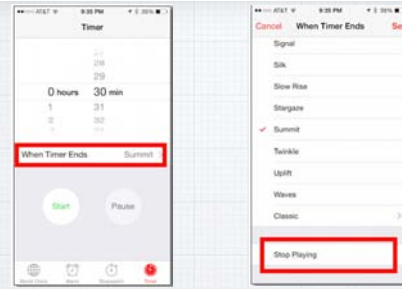 AT&T 9:35 PM 35%
Timer
28
29
0 hours 30 min
1 31
2 32
When Timer Ends Summit >
Start Pause
World Clock Alarm Stopwatch Timer
AT&T 9:35 PM 35%
Cancel When Timer Ends Se
Signal
Silk
Slow Rise
Stargaze
Summit
Twinkle
Uplift
Waves
Classic >
Stop Playing